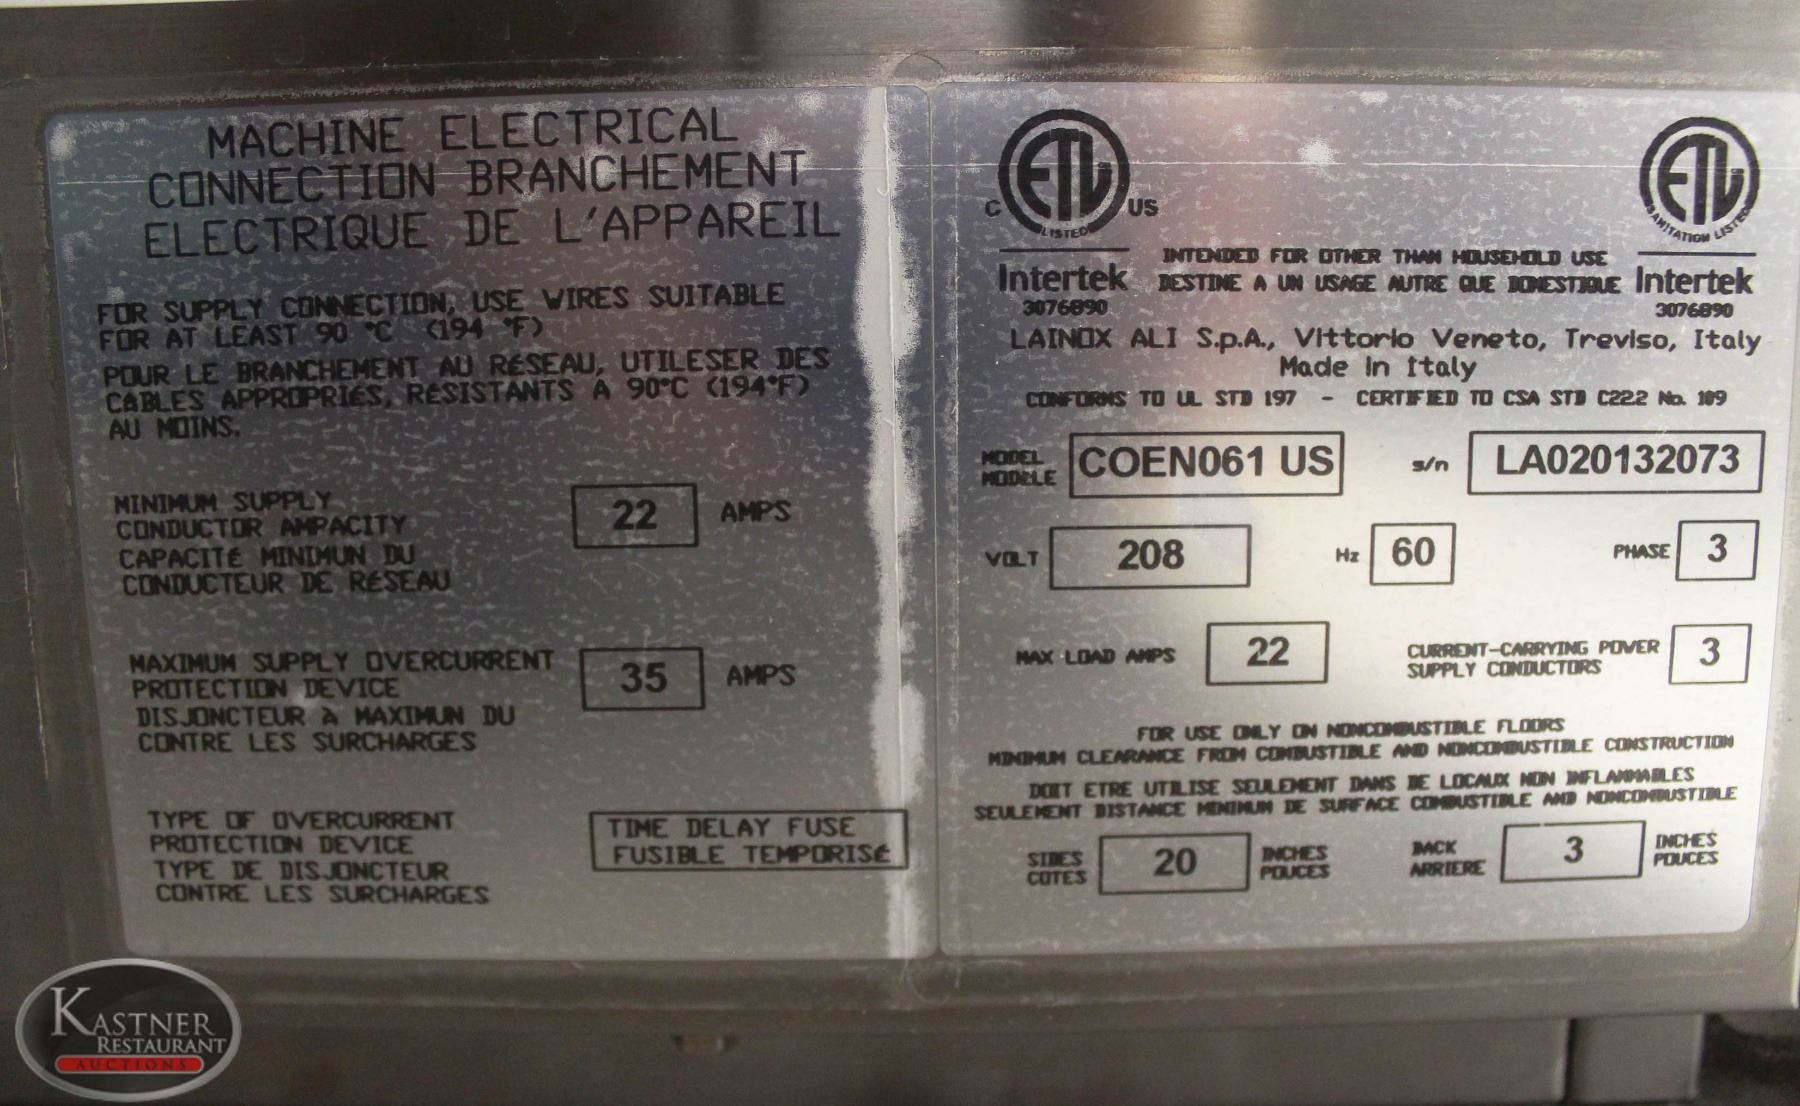 MACHINE ELECTRICAL
CONNECTION BRANCHEMENT
ELECTRIQUE DE L'APPAREIL
FOR SUPPLY CONNECTION, USE WIRES SUITABLE
FOR AT LEAST 90 °C (194 °F)
POUR LE BRANCHEMENT AU RÉSEAU, UTILESER DES
CABLES APPROPRIÉS, RÉSISTANTS A 90°C (194°F)
AU MOINS.
MINIMUM SUPPLY
CONDUCTOR AMPACITY
CAPACITÉ MINIMUN DU
CONDUCTEUR DE RÉSEAU
22 AMPS
MAXIMUM SUPPLY OVERCURRENT
PROTECTION DEVICE
DISJONCTEUR À MAXIMUN DU
CONTRE LES SURCHARGES
35 AMPS
TYPE OF OVERCURRENT
PROTECTION DEVICE
TYPE DE DISJONCTEUR
CONTRE LES SURCHARGES
TIME DELAY FUSE
FUSIBLE TEMPORISÉ
C ETL US
LISTED
Intertek
3076890
INTENDED FOR OTHER THAN HOUSEHOLD USE
DESTINE A UN USAGE AUTRE QUE DOMESTIQUE
ETL
SANITATION LISTED
Intertek
3076890
LAINOX ALI S.p.A., Vittorio Veneto, Treviso, Italy
Made in Italy
CONFORMS TO UL STD 197 - CERTIFIED TO CSA STD C22.2 No. 109
MODEL
MODÈLE
COEN061 US
s/n LA020132073
VOLT 208 Hz 60 PHASE 3
MAX LOAD AMPS 22
CURRENT-CARRYING POWER
SUPPLY CONDUCTORS
3
FOR USE ONLY ON NONCOMBUSTIBLE FLOORS
MINIMUM CLEARANCE FROM COMBUSTIBLE AND NONCOMBUSTIBLE CONSTRUCTION
DOIT ETRE UTILISE SEULEMENT DANS DE LOCAUX NON INFLAMMABLES
SEULEMENT DISTANCE MINIMUM DE SURFACE COMBUSTIBLE AND NONCOMBUSTIBLE
SIDES
COTES
20
INCHES
POUCES
BACK
ARRIERE
3
INCHES
POUCES
KASTNER
RESTAURANT
AUCTIONS